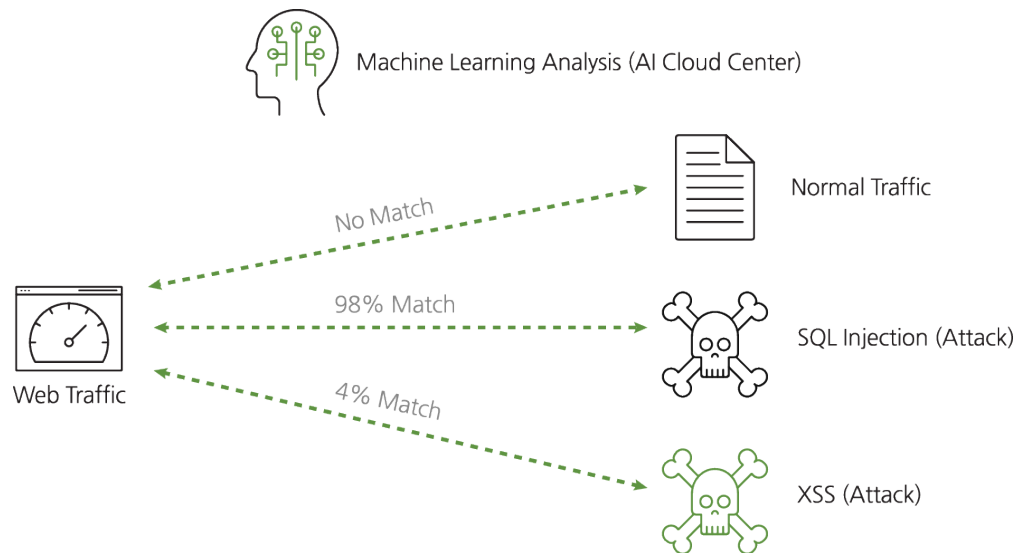 Machine Learning Analysis (AI Cloud Center)
No Match
Normal Traffic
98% Match
SQL Injection (Attack)
Web Traffic
4% Match
XSS (Attack)